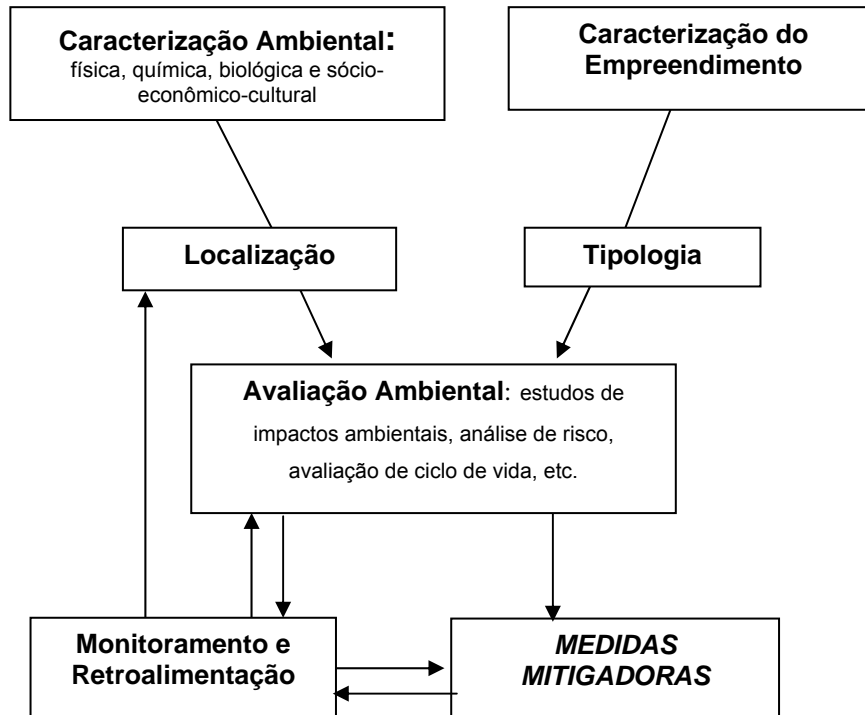 Caracterização Ambiental:
física, química, biológica e sócio-
econômico-cultural
Caracterização do
Empreendimento
Localização
Tipologia
Avaliação Ambiental: estudos de
impactos ambientais, análise de risco,
avaliação de ciclo de vida, etc.
Monitoramento e
Retroalimentação
MEDIDAS
MITIGADORAS